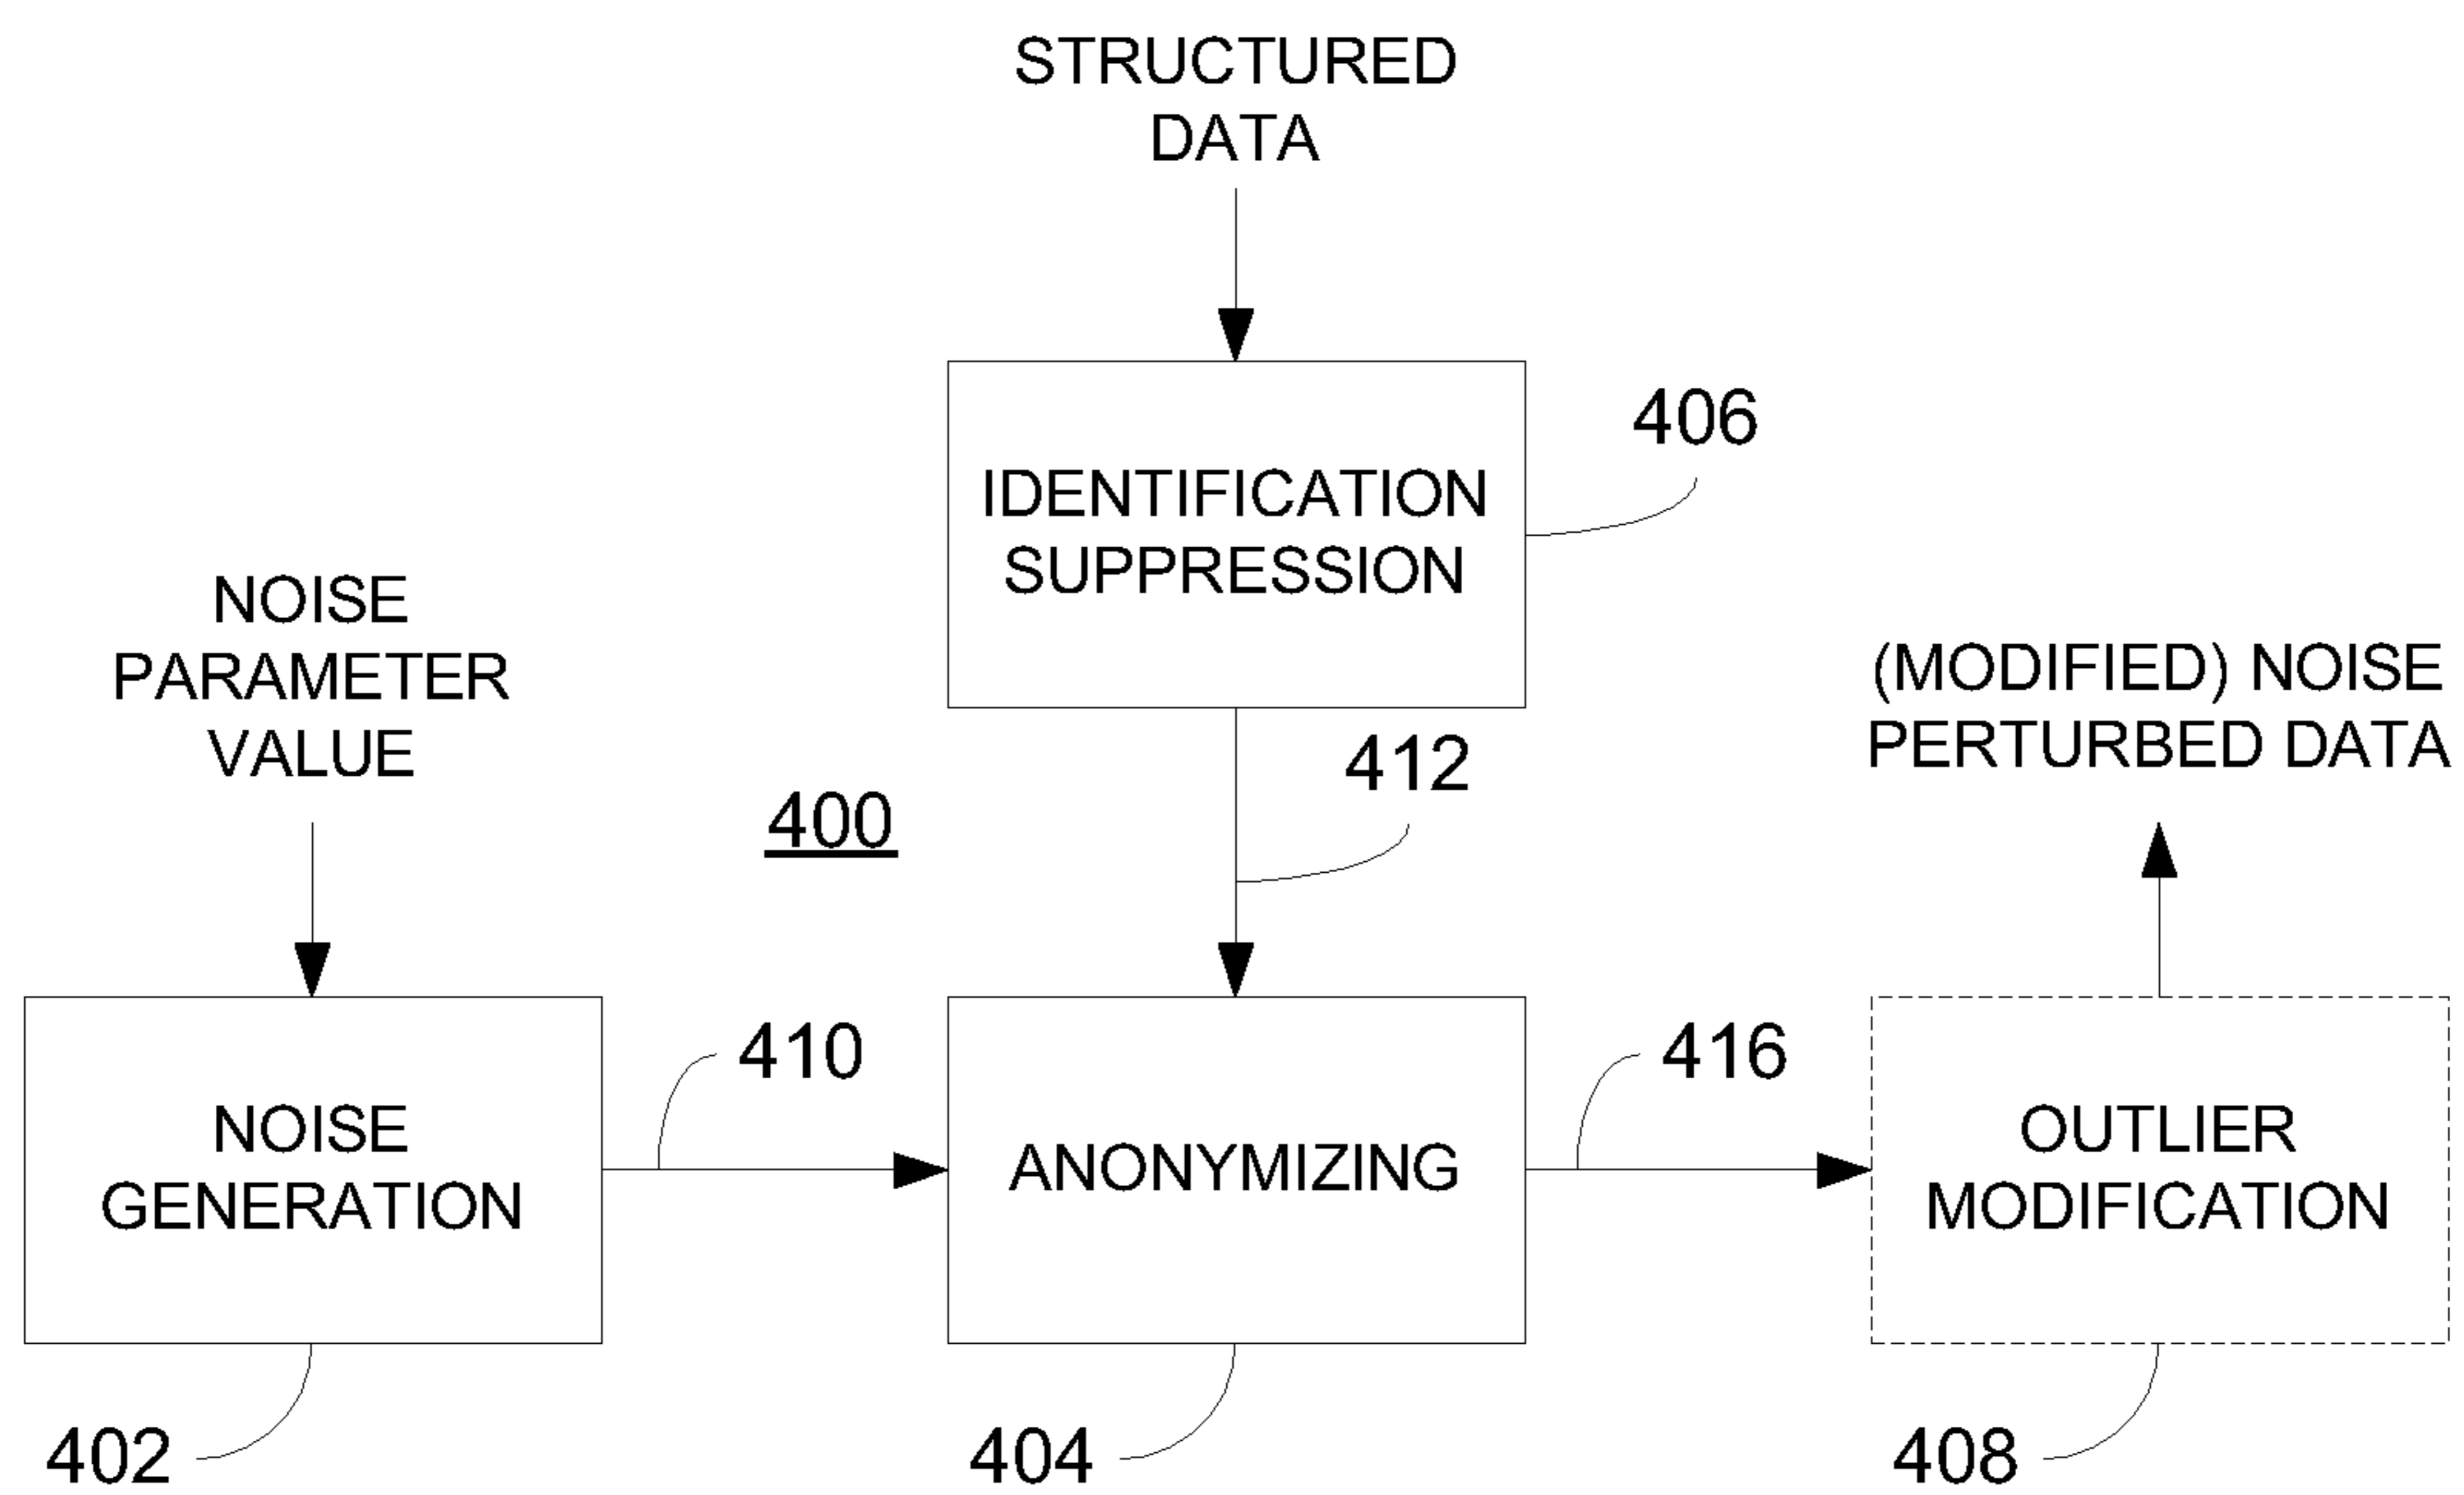 STRUCTURED
DATA
406
IDENTIFICATION
SUPPRESSION
NOISE
PARAMETER
VALUE
(MODIFIED) NOISE
PERTURBED DATA
412
400
410
416
NOISE
GENERATION
ANONYMIZING
OUTLIER
MODIFICATION
402
404
408